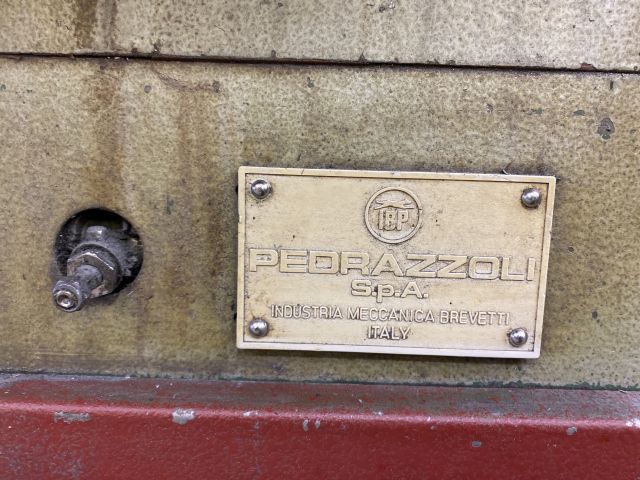 IBP
PEDRAZZOLI
S.p.A.
INDUSTRIA MECCANICA BREVETTI
ITALY